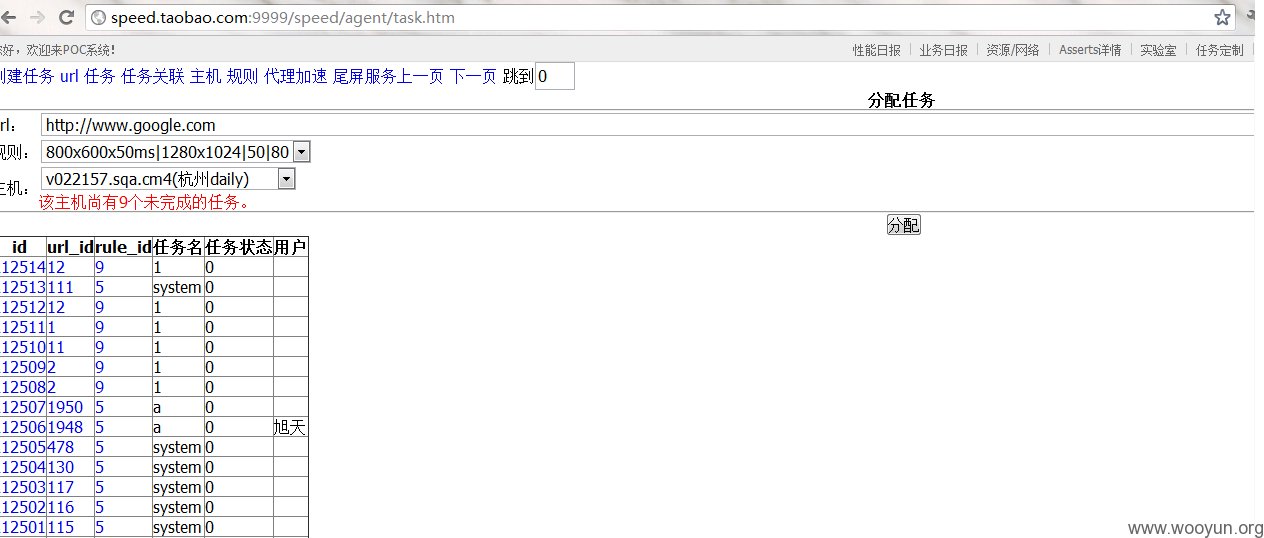 speed.taobao.com:9999/speed/agent/task.htm
好，欢迎来POC系统! 性能日报 业务日报 资源/网络 Asserts详情 实验室 任务定制
建任务 url 任务 任务关联 主机 规则 代理加速 尾屏服务 上一页 下一页 跳到 0
分配任务
rl： http://www.google.com
规则： 800x600x50ms|1280x1024|50|80
主机： v022157.sqa.cm4(杭州daily)
该主机尚有9个未完成的任务。
分配
id url_id rule_id 任务名 任务状态 用户
12514 12 9 1 0
12513 111 5 system 0
12512 12 9 1 0
12511 1 9 1 0
12510 11 9 1 0
12509 2 9 1 0
12508 2 9 1 0
12507 1950 5 a 0
12506 1948 5 a 0 旭天
12505 478 5 system 0
12504 130 5 system 0
12503 117 5 system 0
12502 116 5 system 0
12501 115 5 system 0
www.wooyun.org